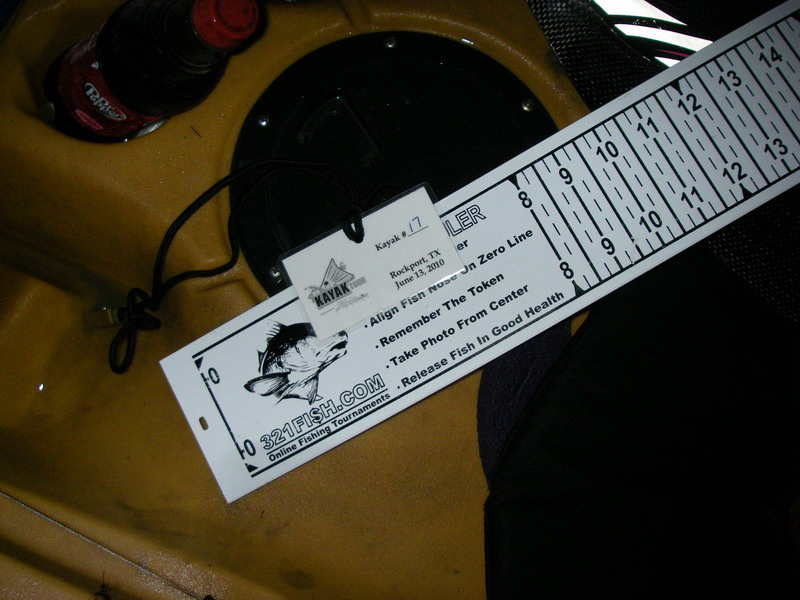 Pepper
Kayak # 17
KAYAK TOUR
Rockport, TX
June 13, 2010
Align Fish Nose On Zero Line
• Remember The Token
• Take Photo From Center
• Release Fish In Good Health
321FISH.COM
Online Fishing Tournaments
0 8 9 10 11 12 13 14
0 8 9 10 11 12 13